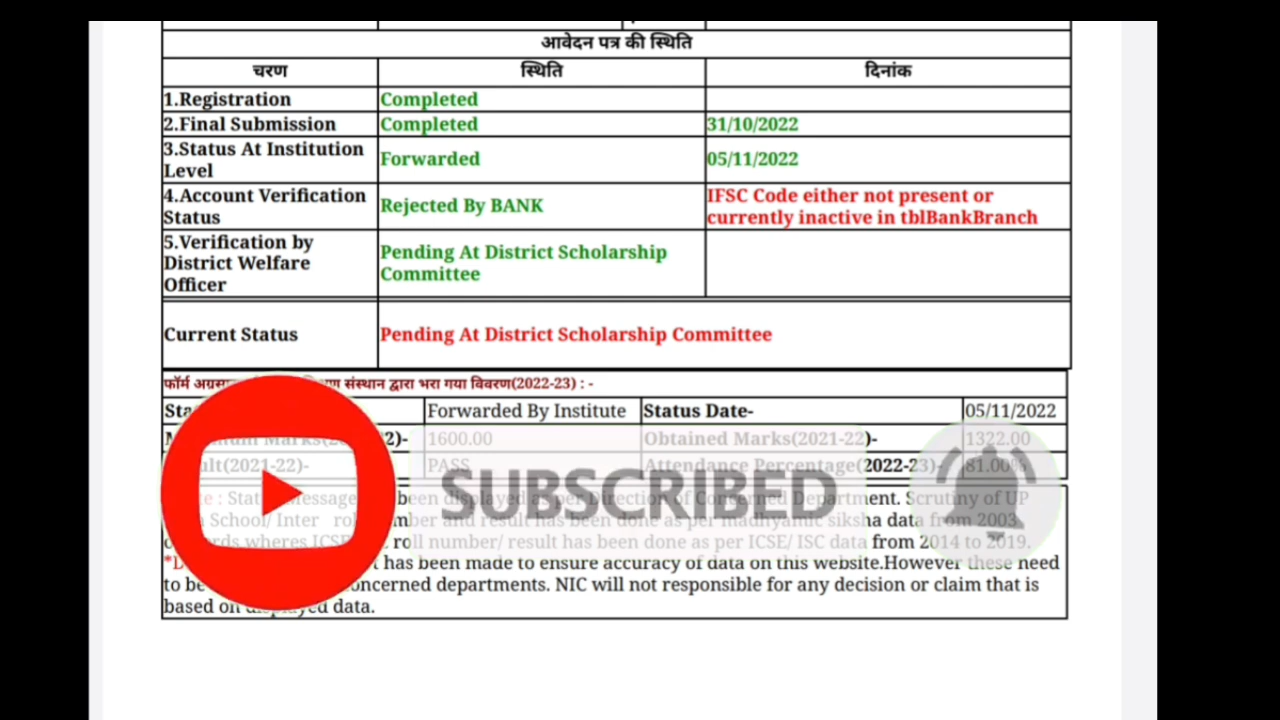 आवेदन पत्र की स्थिति
चरण स्थिति दिनांक
1.Registration Completed
2.Final Submission Completed 31/10/2022
3.Status At Institution Level Forwarded 05/11/2022
4.Account Verification Status Rejected By BANK IFSC Code either not present or currently inactive in tblBankBranch
5.Verification by District Welfare Officer Pending At District Scholarship Committee
Current Status Pending At District Scholarship Committee
फॉर्म संस्थान द्वारा भरा गया विवरण(2022-23) : -
Forwarded By Institute Status Date- 05/11/2022
1600.00 Obtained Marks(2021-22)- 1322.00
PASS Attendance Percentage(2022-23)- 81.00%
SUBSCRIBED
been displayed as per Direction of Concerned Department. Scrutiny of UP
School/ Inter and result has been done as per madhyamic siksha data from 2003
wheres roll number/ result has been done as per ICSE/ ISC data from 2014 to 2019.
has been made to ensure accuracy of data on this website.However these need
to be concerned departments. NIC will not responsible for any decision or claim that is
based on displayed data.